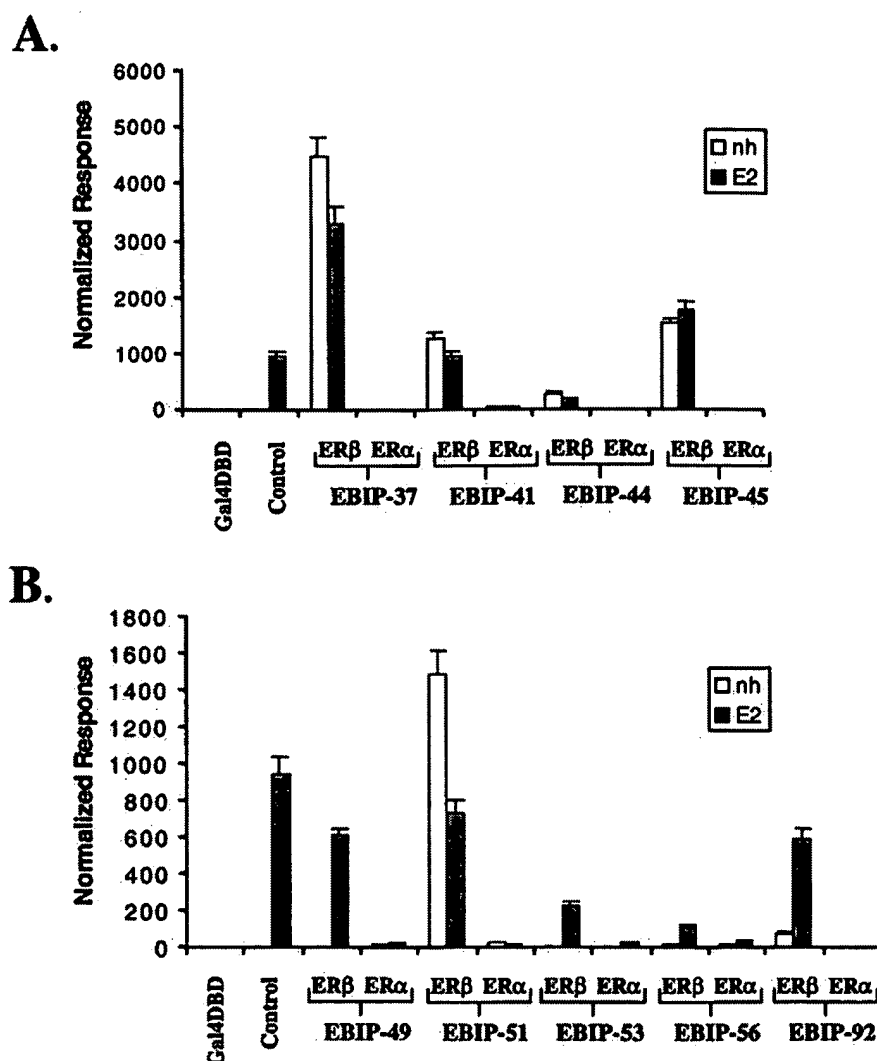 A.
Normalized Response
6000
5000
4000
3000
2000
1000
0
nh
E2
Gal4DBD
Control
ERβ ERα
EBIP-37
ERβ ERα
EBIP-41
ERβ ERα
EBIP-44
ERβ ERα
EBIP-45
B.
Normalized Response
1800
1600
1400
1200
1000
800
600
400
200
0
nh
E2
Gal4DBD
Control
ERβ ERα
EBIP-49
ERβ ERα
EBIP-51
ERβ ERα
EBIP-53
ERβ ERα
EBIP-56
ERβ ERα
EBIP-92